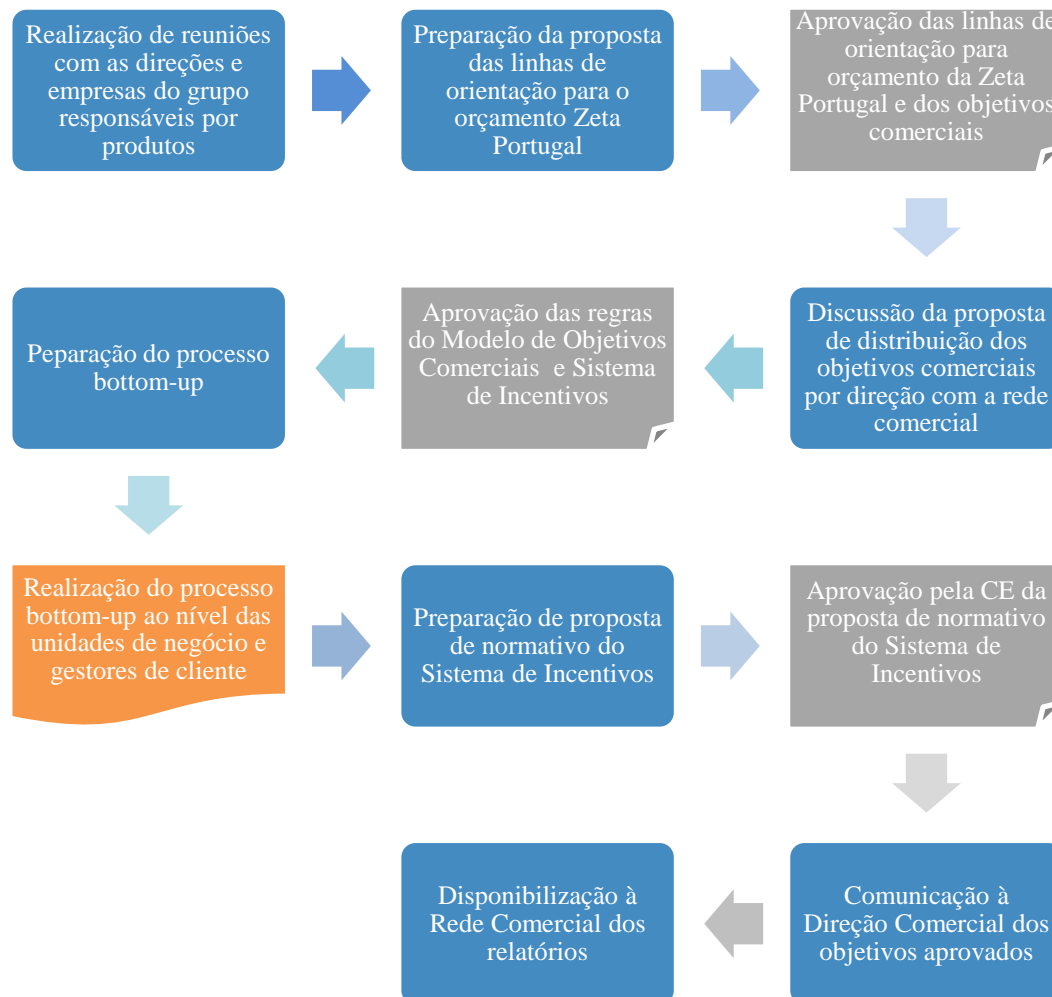 Realização de reuniões
com as direções e
empresas do grupo
responsáveis por
produtos
Preparação da proposta
das linhas de
orientação para o
orçamento Zeta
Portugal
Aprovação das linhas de
orientação para
orçamento da Zeta
Portugal e dos objetivos
comerciais
Discussão da proposta
de distribuição dos
objetivos comerciais
por direção com a rede
comercial
Aprovação das regras
do Modelo de Objetivos
Comerciais e Sistema
de Incentivos
Peparação do processo
bottom-up
Realização do processo
bottom-up ao nível das
unidades de negócio e
gestores de cliente
Preparação de proposta
de normativo do
Sistema de Incentivos
Aprovação pela CE da
proposta de normativo
do Sistema de
Incentivos
Comunicação à
Direção Comercial dos
objetivos aprovados
Disponibilização à
Rede Comercial dos
relatórios